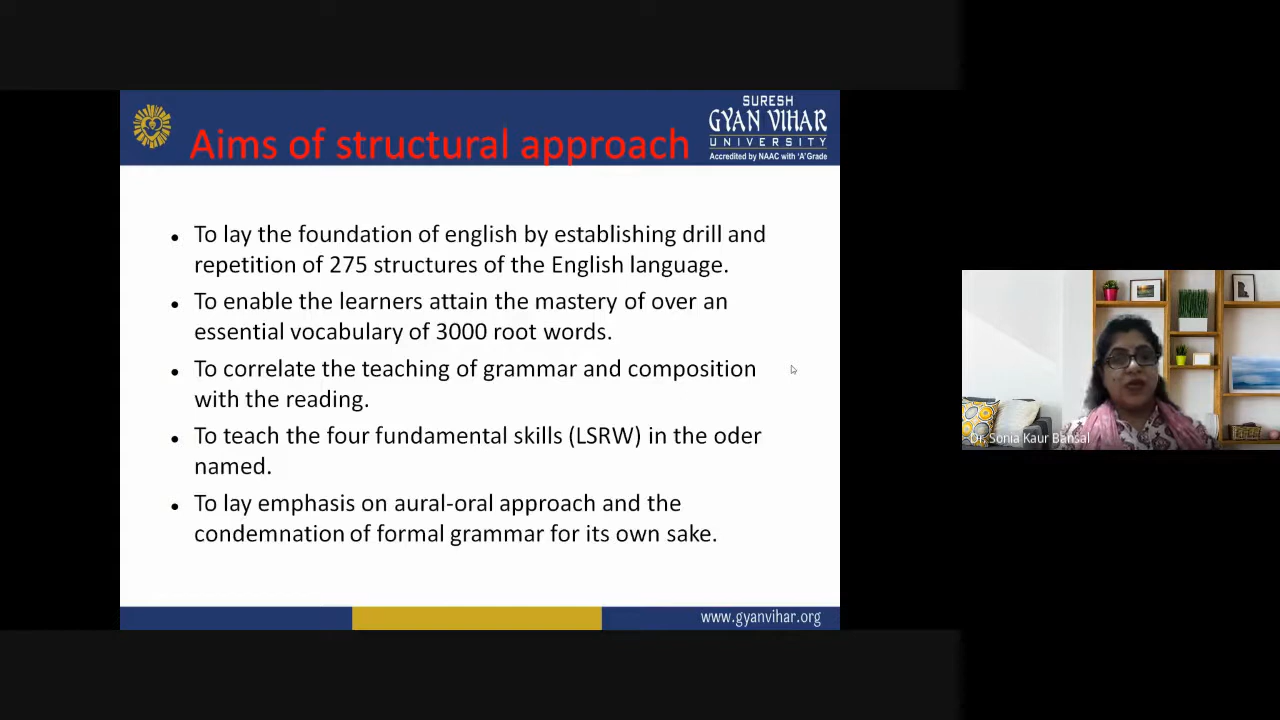 SURESH
GYAN VIHAR
UNIVERSITY
Accredited by NAAC with 'A' Grade
Aims of structural approach
• To lay the foundation of english by establishing drill and
repetition of 275 structures of the English language.
• To enable the learners attain the mastery of over an
essential vocabulary of 3000 root words.
• To correlate the teaching of grammar and composition
with the reading.
• To teach the four fundamental skills (LSRW) in the oder
named.
• To lay emphasis on aural-oral approach and the
condemnation of formal grammar for its own sake.
www.gyanvihar.org
Dr. Sonia Kaur Bansal